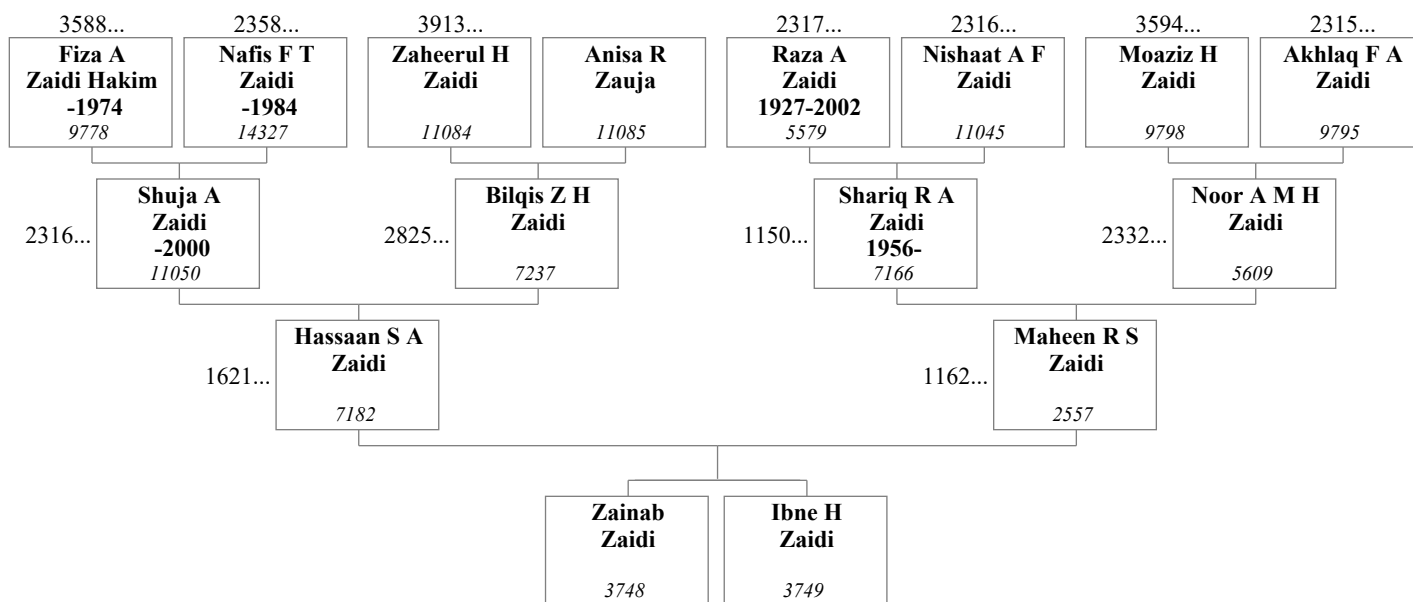 3588... 2358... 3913... 2317... 2316... 3594... 2315...
Fiza A
Zaidi Hakim
-1974
9778
Nafis F T
Zaidi
-1984
14327
Zaheerul H
Zaidi
11084
Anisa R
Zauja
11085
Raza A
Zaidi
1927-2002
5579
Nishaat A F
Zaidi
11045
Moaziz H
Zaidi
9798
Akhlaq F A
Zaidi
9795
2316...
Shuja A
Zaidi
-2000
11050
2825...
Bilqis Z H
Zaidi
7237
1150...
Shariq R A
Zaidi
1956-
7166
2332...
Noor A M H
Zaidi
5609
1621...
Hassaan S A
Zaidi
7182
1162...
Maheen R S
Zaidi
2557
Zainab
Zaidi
3748
Ibne H
Zaidi
3749